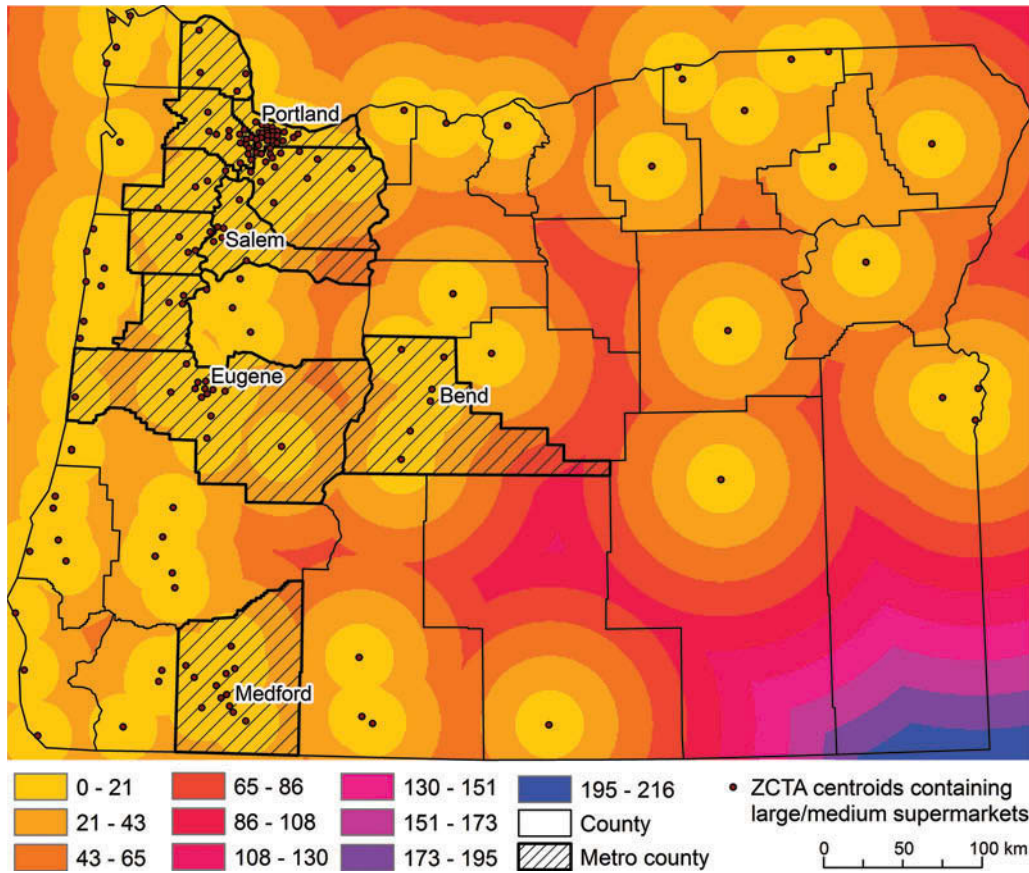 Portland
Salem
Eugene
Bend
Medford
0 - 21
65 - 86
130 - 151
195 - 216
ZCTA centroids containing
large/medium supermarkets
21 - 43
86 - 108
151 - 173
County
43 - 65
108 - 130
173 - 195
Metro county
0 50 100 km